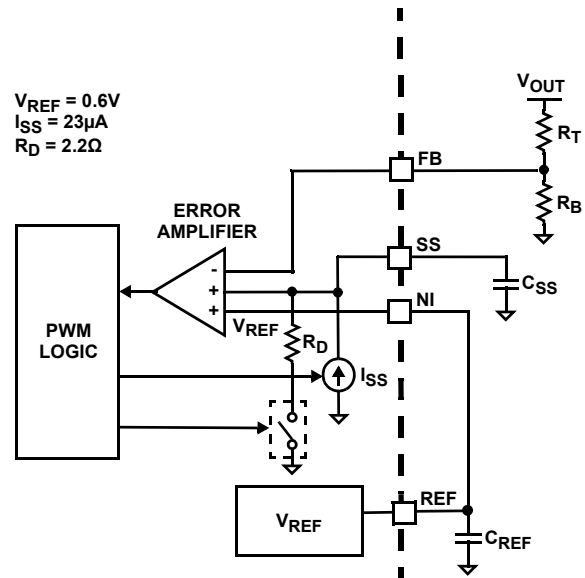 V_REF = 0.6V
I_SS = 23µA
R_D = 2.2Ω
V_OUT
R_T
FB
R_B
ERROR
AMPLIFIER
SS
-
+
+
C_SS
NI
V_REF
R_D
I_SS
PWM
LOGIC
REF
V_REF
C_REF